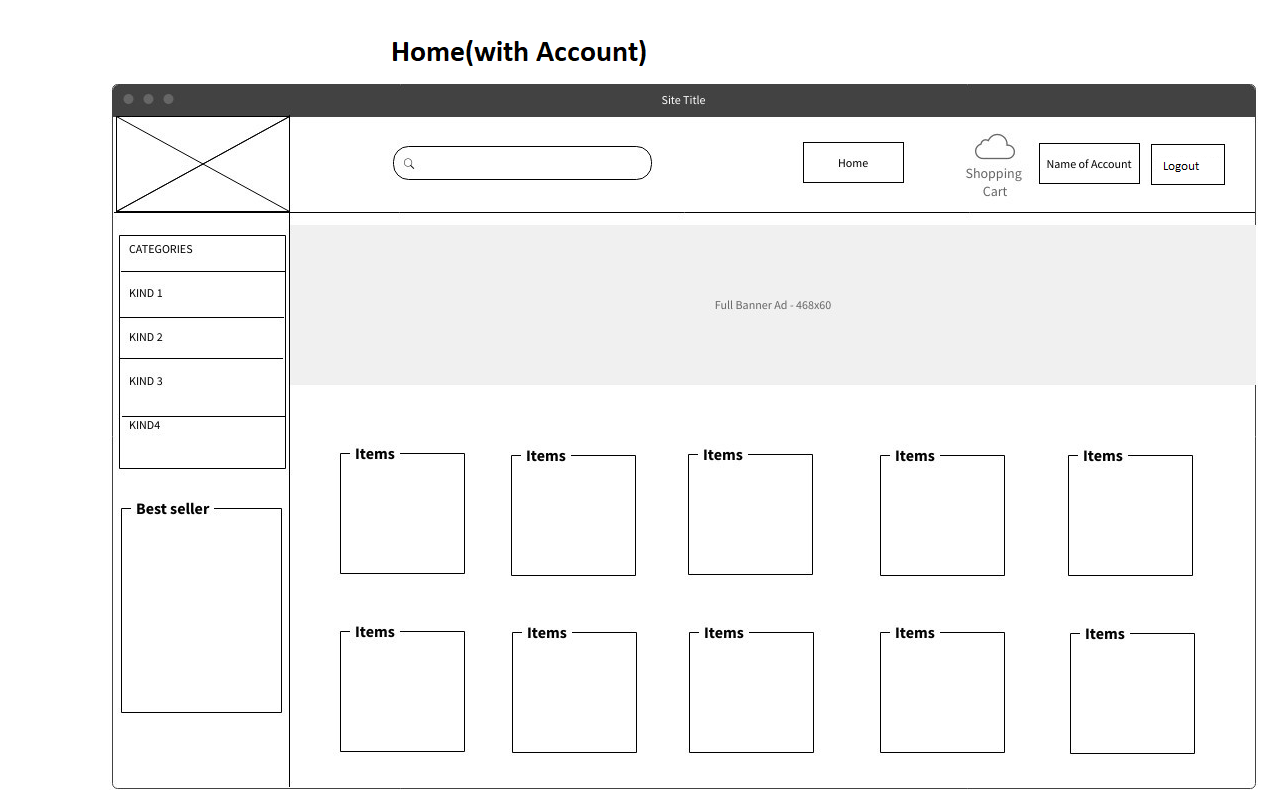 Home(with Account)
Site Title
Home
Shopping
Cart
Name of Account
Logout
CATEGORIES
KIND 1
KIND 2
KIND 3
KIND4
Best seller
Full Banner Ad - 468x60
Items
Items
Items
Items
Items
Items
Items
Items
Items
Items